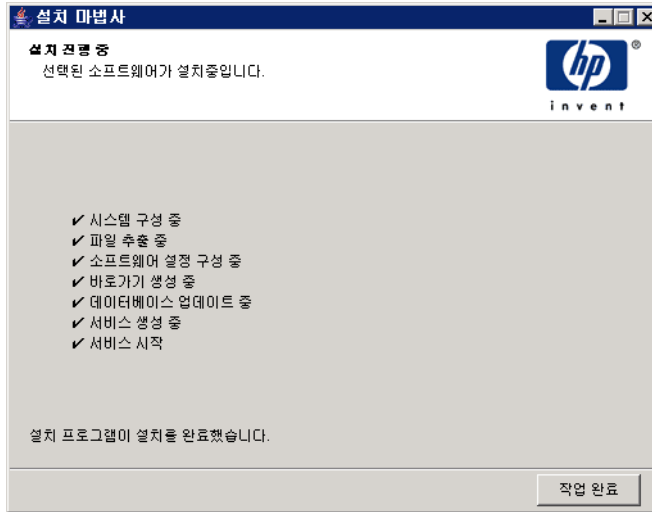 설치 마법사
설치 진행 중
선택된 소프트웨어가 설치중입니다.
hp
®
invent
✔ 시스템 구성 중
✔ 파일 추출 중
✔ 소프트웨어 설정 구성 중
✔ 바로가기 생성 중
✔ 데이터베이스 업데이트 중
✔ 서비스 생성 중
✔ 서비스 시작
설치 프로그램이 설치를 완료했습니다.
작업 완료